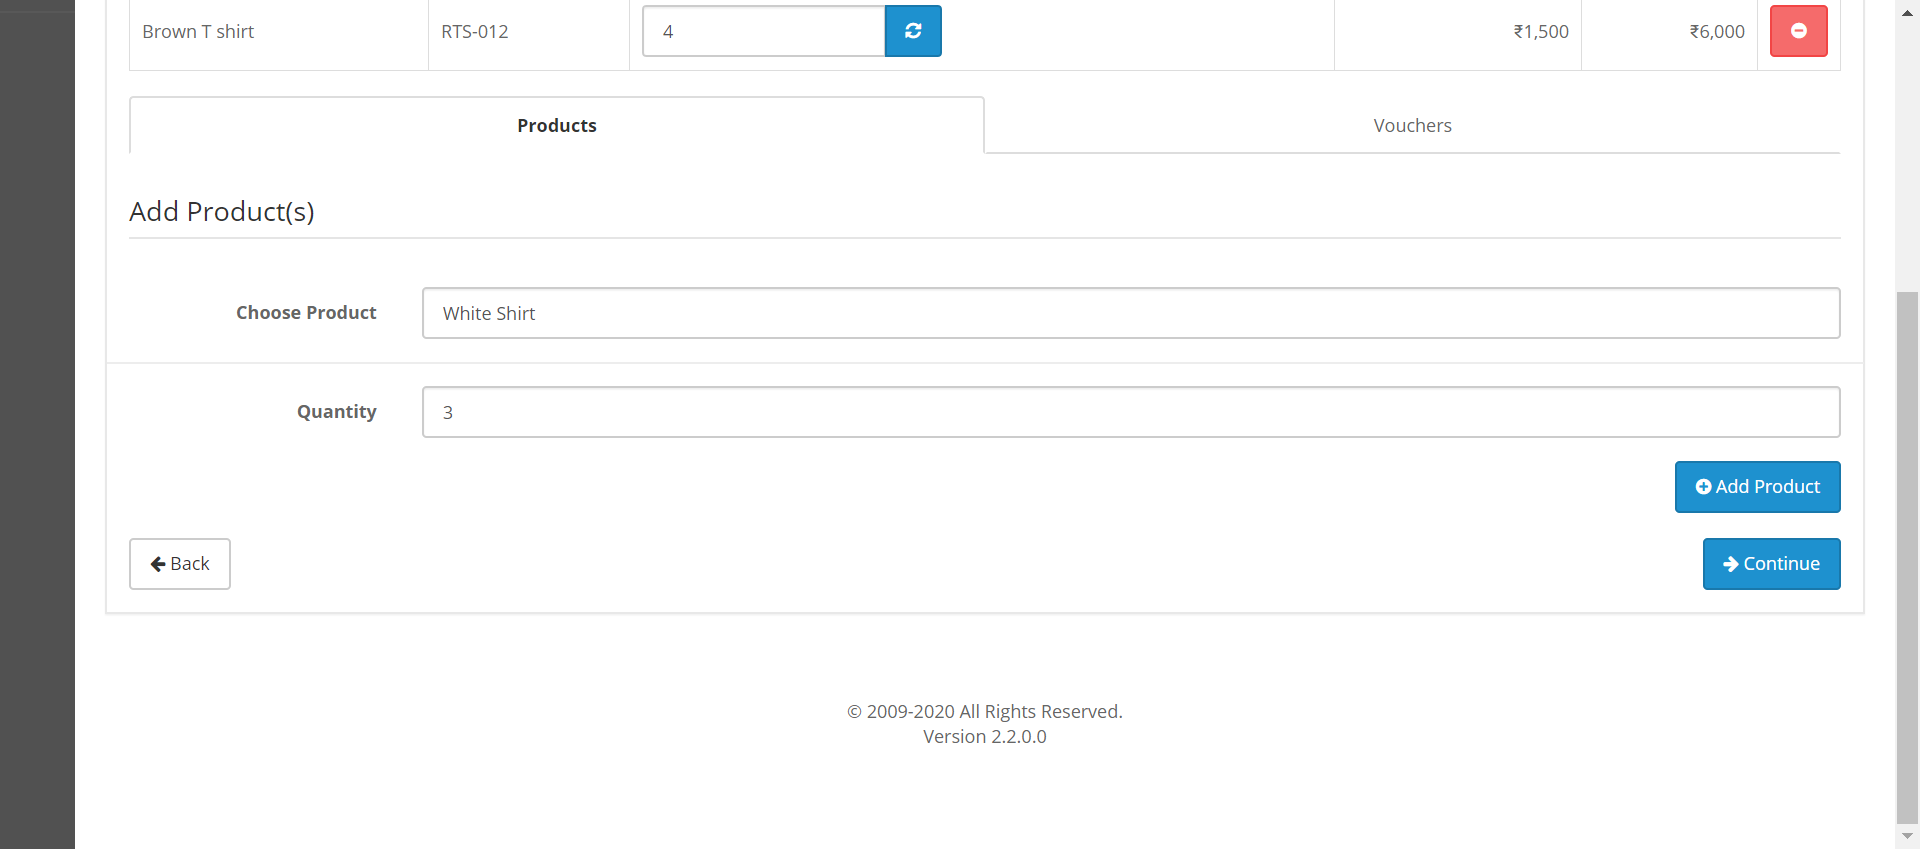 Brown T shirt RTS-012 4 ₹1,500 ₹6,000
Products Vouchers
Add Product(s)
Choose Product White Shirt
Quantity 3
Add Product
Back Continue
© 2009-2020 All Rights Reserved.
Version 2.2.0.0